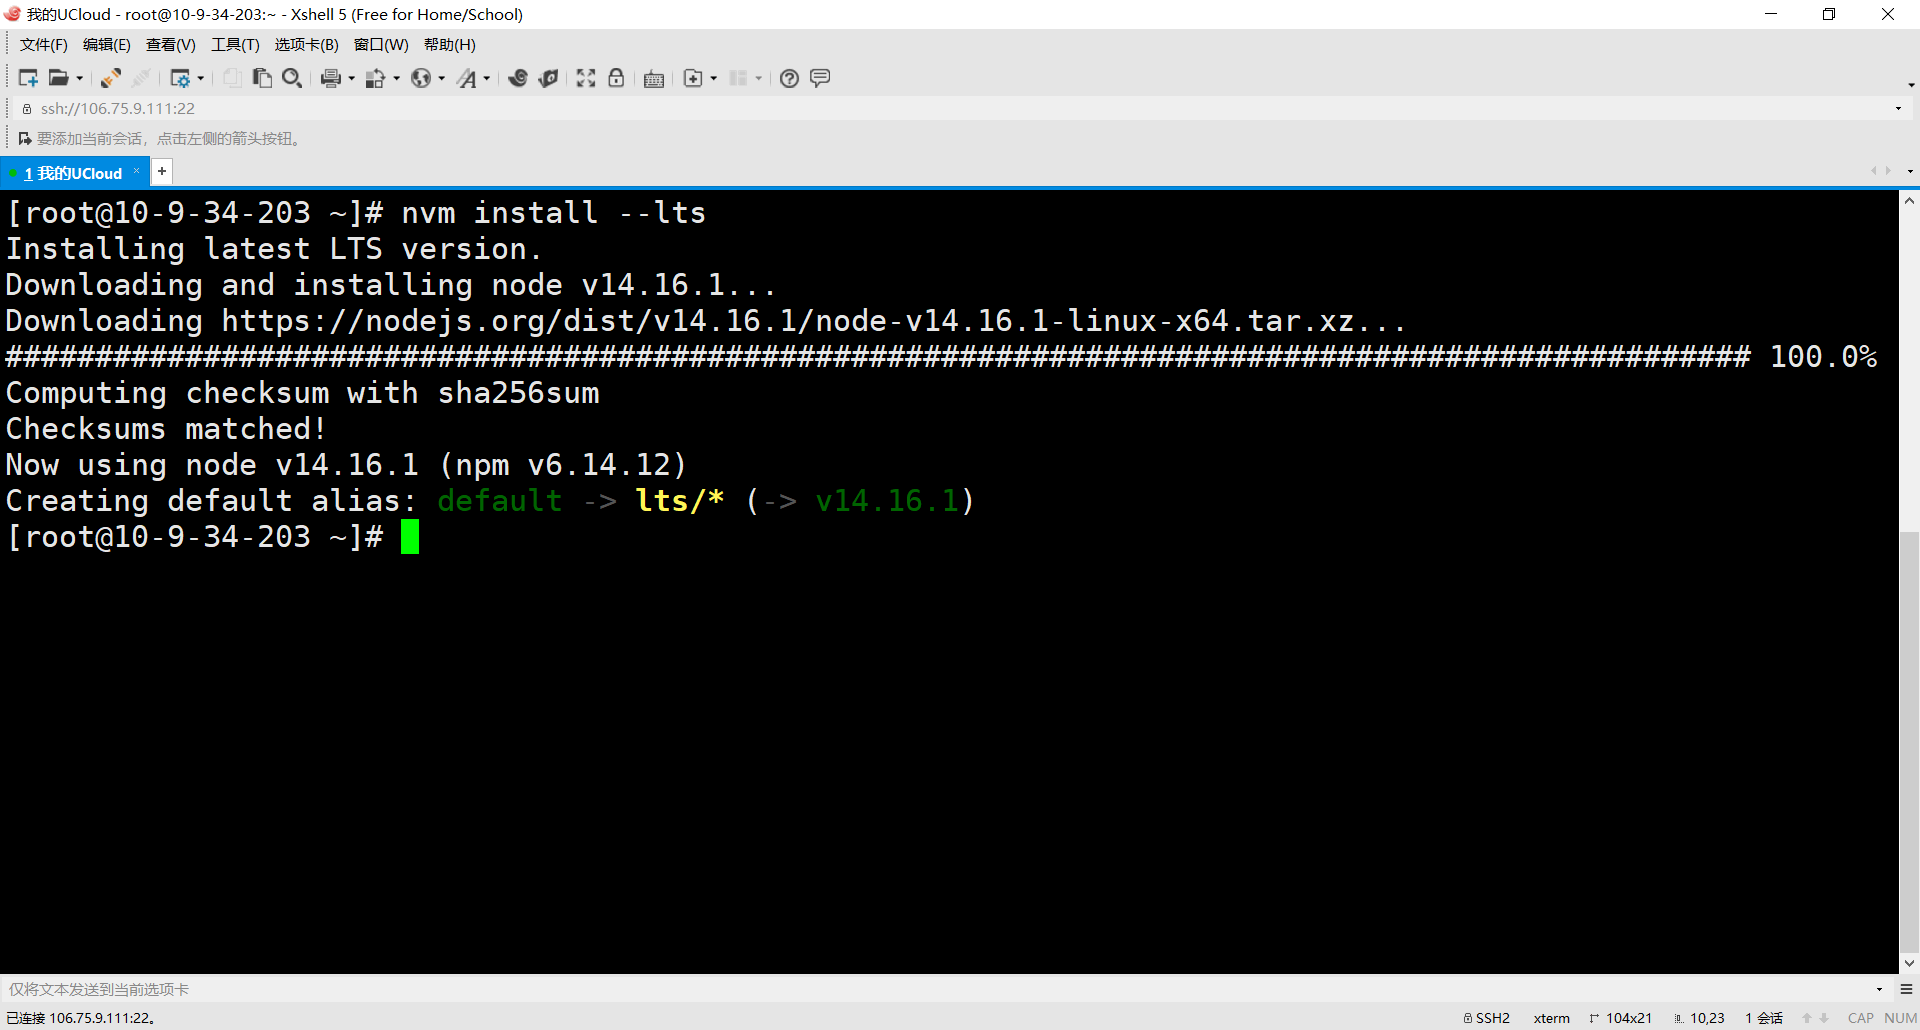 我的UCloud - root@10-9-34-203:~ - Xshell 5 (Free for Home/School)
文件(F) 编辑(E) 查看(V) 工具(T) 选项卡(B) 窗口(W) 帮助(H)
ssh://106.75.9.111:22
要添加当前会话，点击左侧的箭头按钮。
1 我的UCloud × +
[root@10-9-34-203 ~]# nvm install --lts
Installing latest LTS version.
Downloading and installing node v14.16.1...
Downloading https://nodejs.org/dist/v14.16.1/node-v14.16.1-linux-x64.tar.xz...
################################################################################################# 100.0%
Computing checksum with sha256sum
Checksums matched!
Now using node v14.16.1 (npm v6.14.12)
Creating default alias: default -> lts/* (-> v14.16.1)
[root@10-9-34-203 ~]#
仅将文本发送到当前选项卡
已连接 106.75.9.111:22。 SSH2 xterm 104x21 10,23 1 会话 CAP NUM